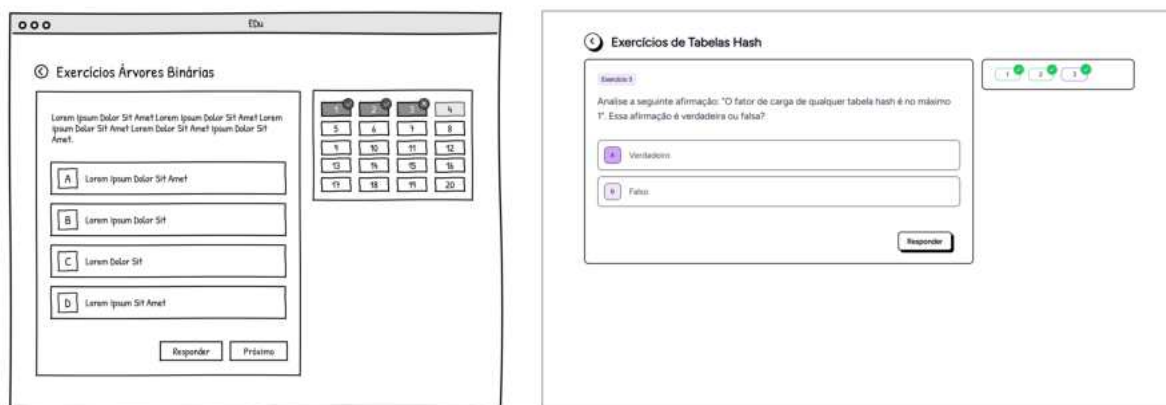 EDu
Exercícios Árvores Binárias
Lorem Ipsum Dolor Sit Amet Lorem Ipsum Dolor Sit Amet Lorem
Ipsum Dolor Sit Amet Lorem Dolor Sit Amet Ipsum Dolor Sit
Amet.
A Lorem Ipsum Dolor Sit Amet
B Lorem Ipsum Dolor Sit
C Lorem Dolor Sit
D Lorem Ipsum Sit Amet
Responder Próximo
1 2 3 4
5 6 7 8
9 10 11 12
13 14 15 16
17 18 19 20
Exercícios de Tabelas Hash
Exercício 3
Analise a seguinte afirmação: "O fator de carga de qualquer tabela hash é no máximo
1". Essa afirmação é verdadeira ou falsa?
A Verdadeiro
B Falso
Responder
1 2 3